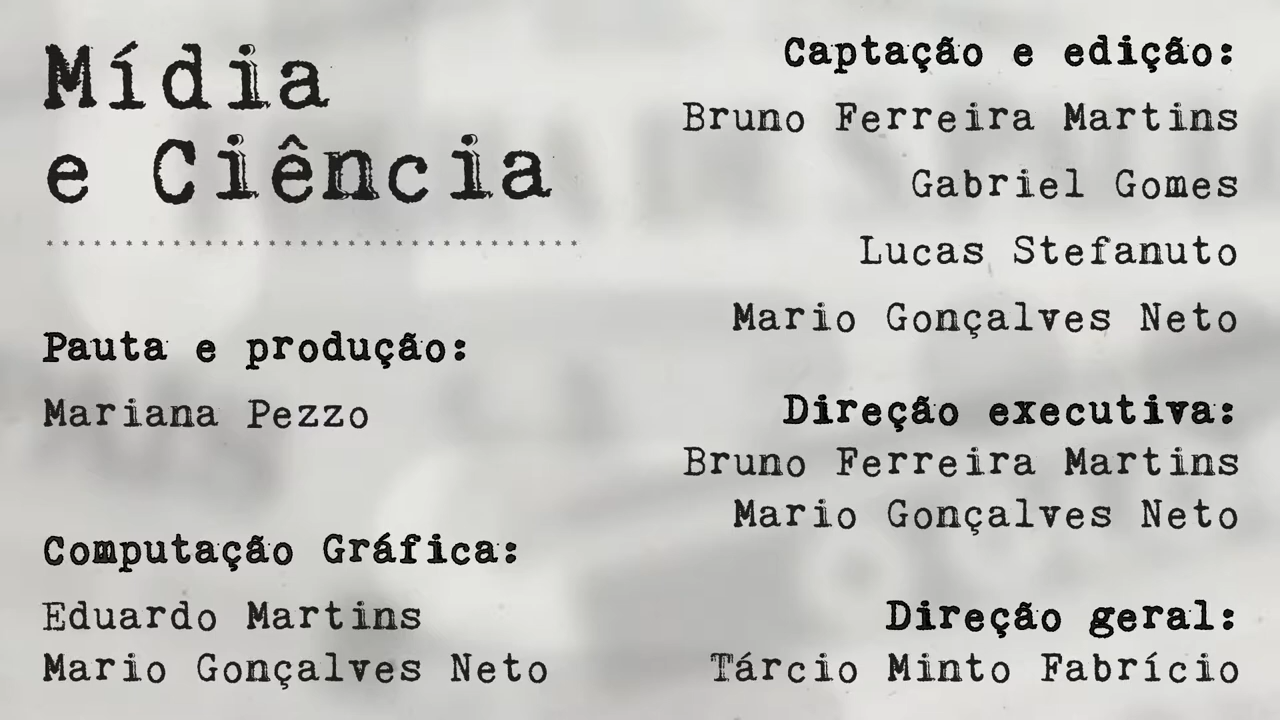 Mídia
e Ciência
Pauta e produção:
Mariana Pezzo
Computação Gráfica:
Eduardo Martins
Mario Gonçalves Neto
Captação e edição:
Bruno Ferreira Martins
Gabriel Gomes
Lucas Stefanuto
Mario Gonçalves Neto
Direção executiva:
Bruno Ferreira Martins
Mario Gonçalves Neto
Direção geral:
Tárcio Minto Fabrício